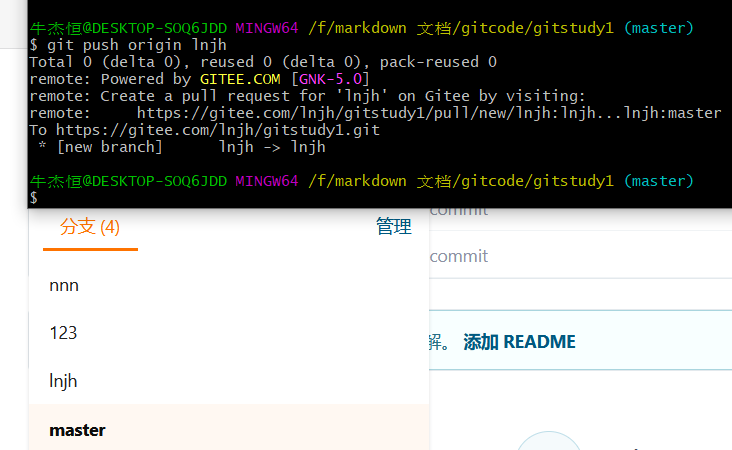 牛杰恒@DESKTOP-SOQ6JDD MINGW64 /f/markdown 文档/gitcode/gitstudy1 (master)
$ git push origin lnjh
Total 0 (delta 0), reused 0 (delta 0), pack-reused 0
remote: Powered by GITEE.COM [GNK-5.0]
remote: Create a pull request for 'lnjh' on Gitee by visiting:
remote:     https://gitee.com/lnjh/gitstudy1/pull/new/lnjh:lnjh...lnjh:master
To https://gitee.com/lnjh/gitstudy1.git
 * [new branch]      lnjh -> lnjh
牛杰恒@DESKTOP-SOQ6JDD MINGW64 /f/markdown 文档/gitcode/gitstudy1 (master)
$
commit
分支 (4) 管理
commit
nnn
123
解。 添加 README
lnjh
master